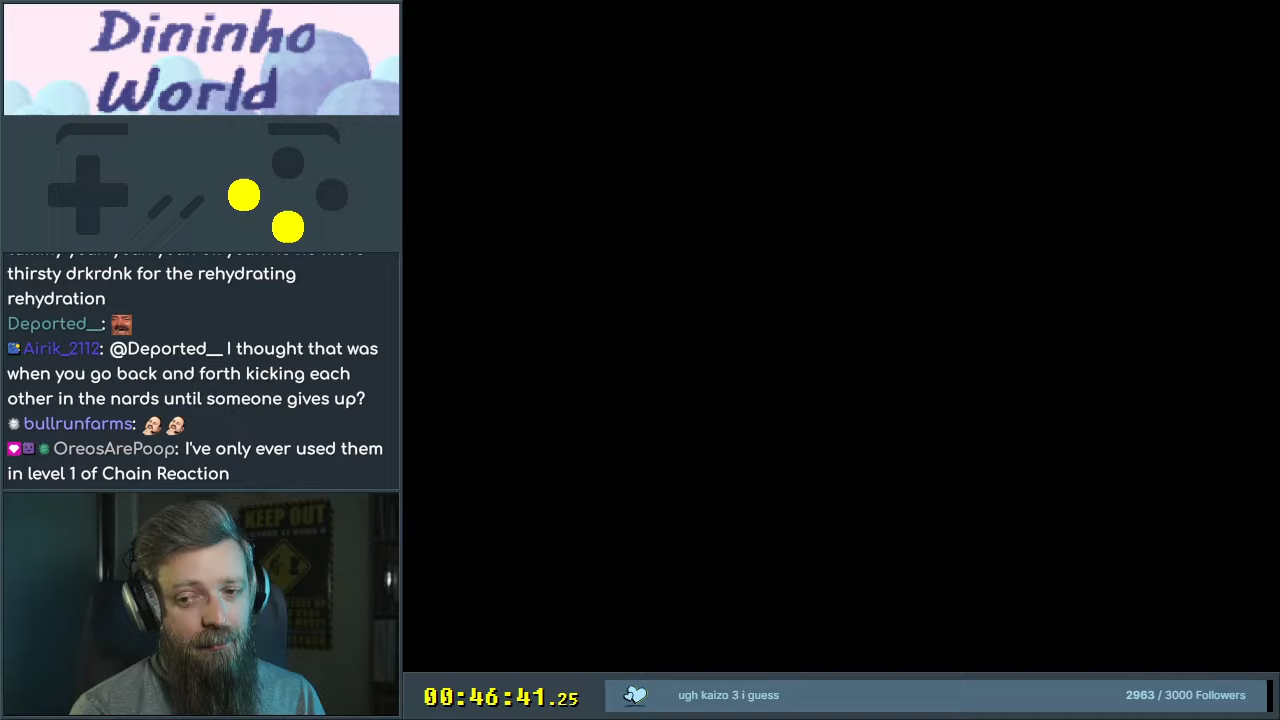 Dininho
World
thirsty drkrdnk for the rehydrating
rehydration
Deported__:
Airik_2112: @Deported__ I thought that was
when you go back and forth kicking each
other in the nards until someone gives up?
bullrunfarms:
OreosArePoop: I've only ever used them
in level 1 of Chain Reaction
KEEP OUT
00:46:41.25
ugh kaizo 3 i guess
2963 / 3000 Followers